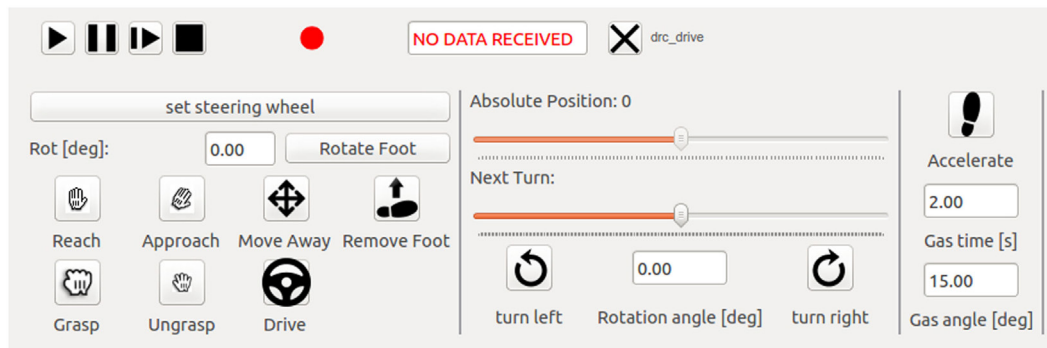 NO DATA RECEIVED
drc_drive
set steering wheel
Rot [deg]:
0.00
Rotate Foot
Reach
Approach
Move Away
Remove Foot
Grasp
Ungrasp
Drive
Absolute Position: 0
Next Turn:
0.00
turn left
Rotation angle [deg]
turn right
Accelerate
2.00
Gas time [s]
15.00
Gas angle [deg]